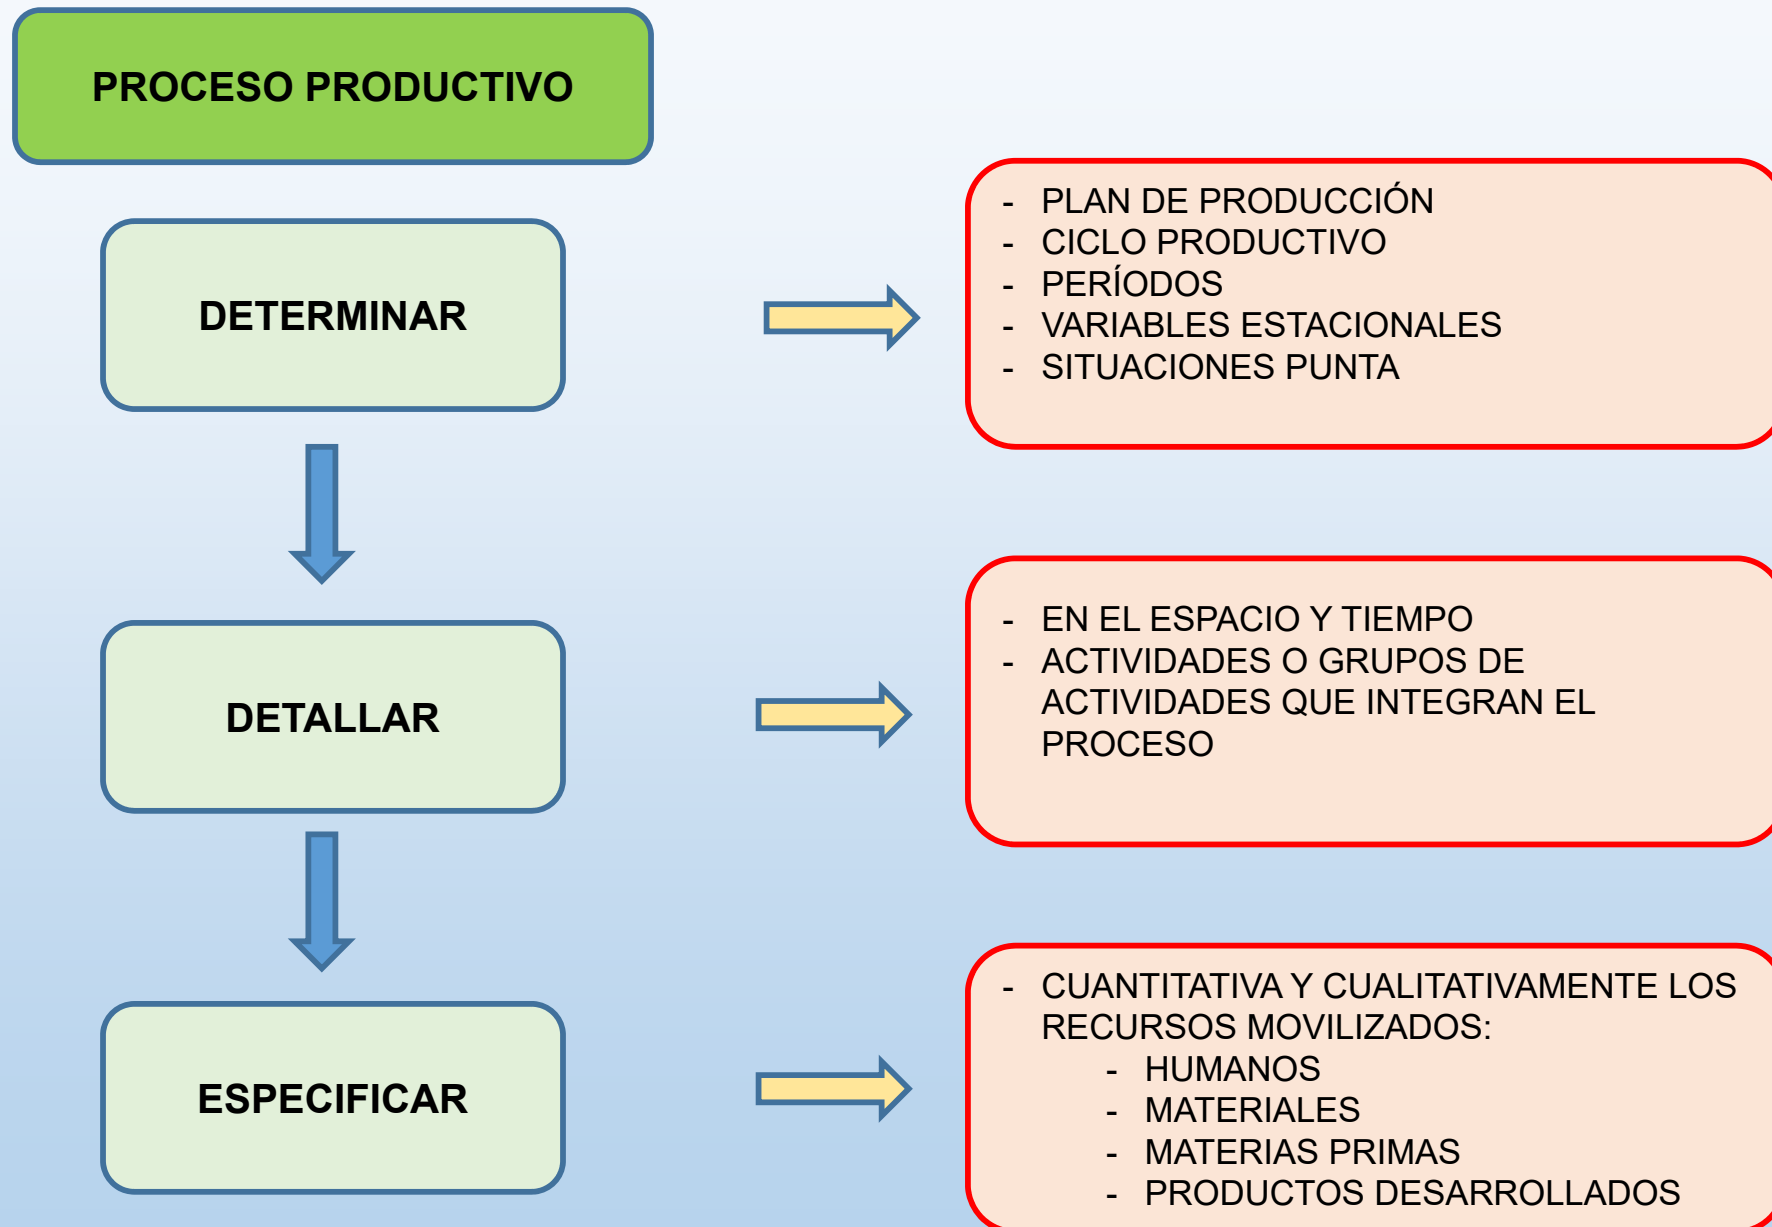 PROCESO PRODUCTIVO
DETERMINAR
- PLAN DE PRODUCCIÓN
- CICLO PRODUCTIVO
- PERÍODOS
- VARIABLES ESTACIONALES
- SITUACIONES PUNTA
DETALLAR
- EN EL ESPACIO Y TIEMPO
- ACTIVIDADES O GRUPOS DE
ACTIVIDADES QUE INTEGRAN EL
PROCESO
ESPECIFICAR
- CUANTITATIVA Y CUALITATIVAMENTE LOS
RECURSOS MOVILIZADOS:
- HUMANOS
- MATERIALES
- MATERIAS PRIMAS
- PRODUCTOS DESARROLLADOS